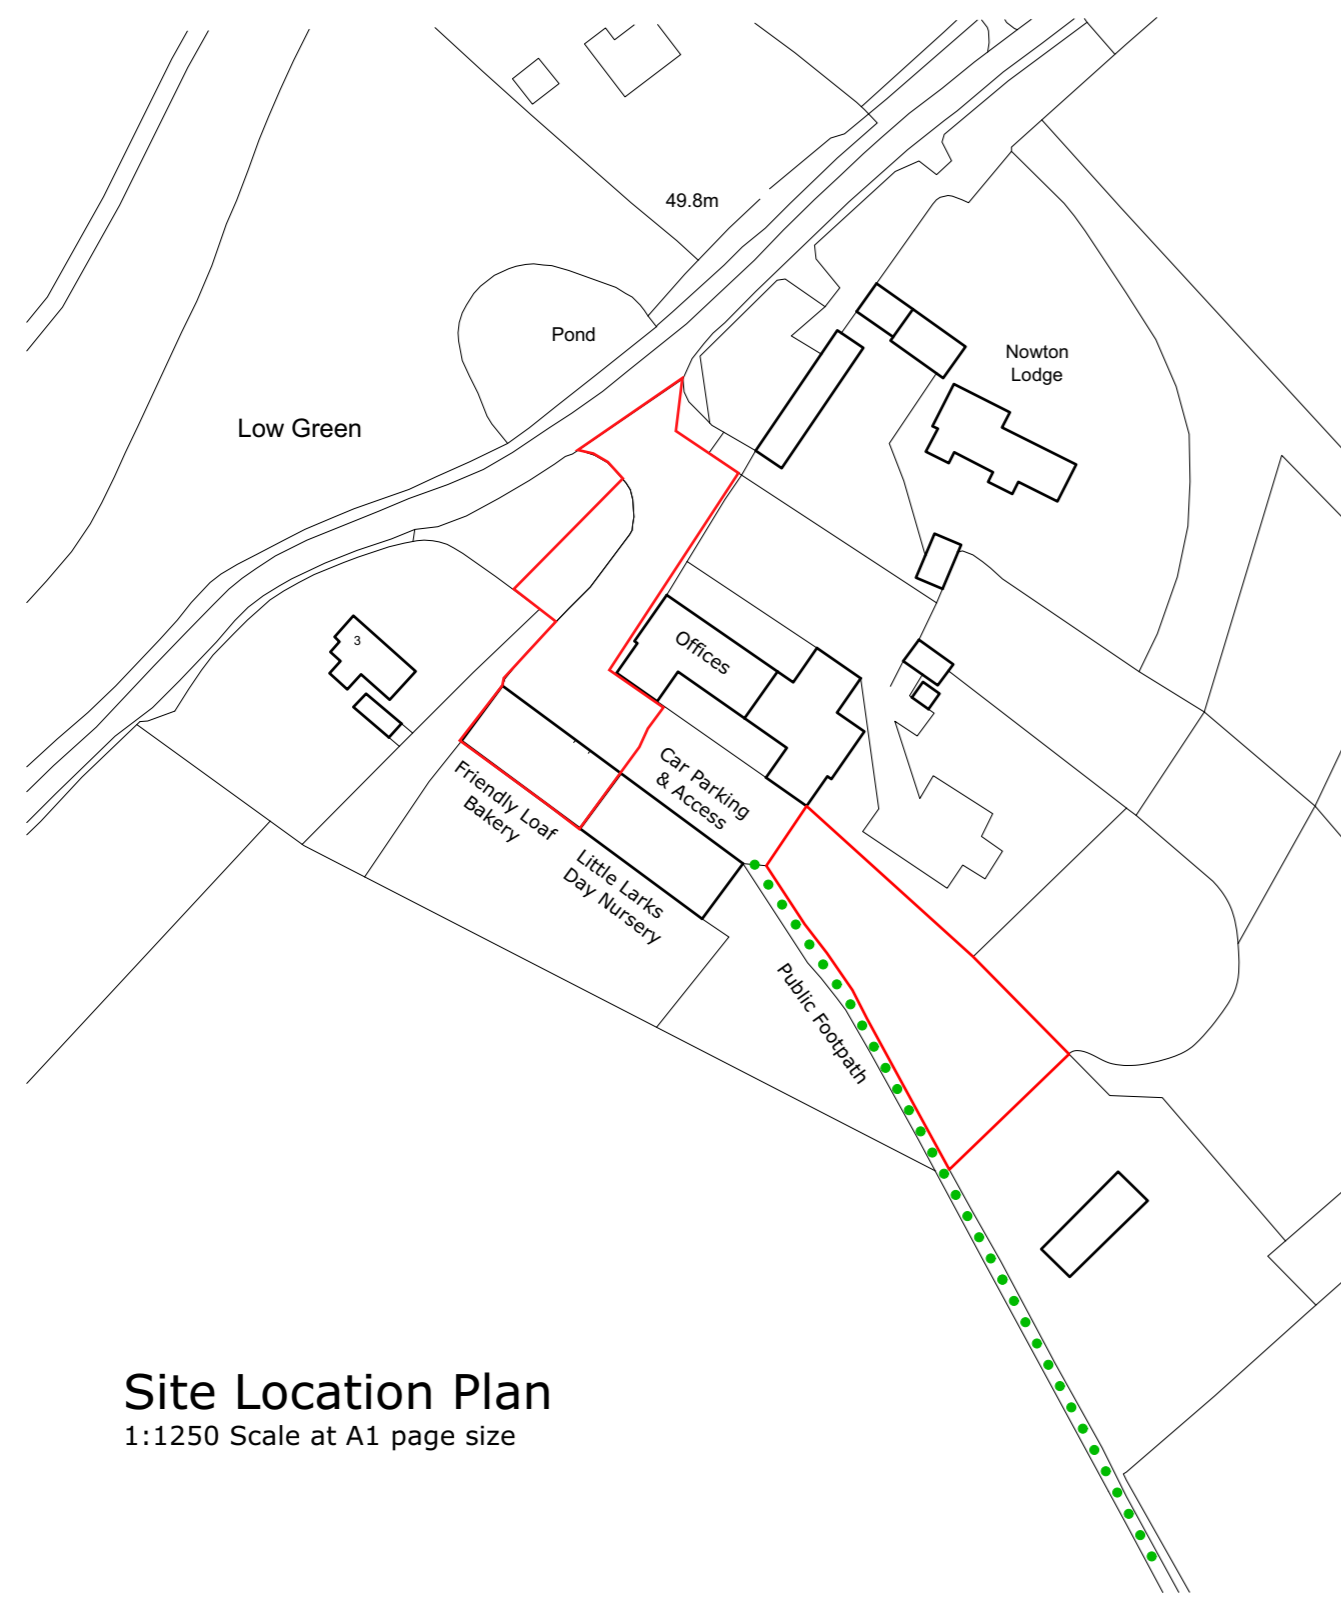 49.8m
Pond
Nowton
Lodge
Low Green
3
Offices
Car Parking
& Access
Friendly Loaf
Bakery
Little Larks
Day Nursery
Public Footpath
Site Location Plan
1:1250 Scale at A1 page size